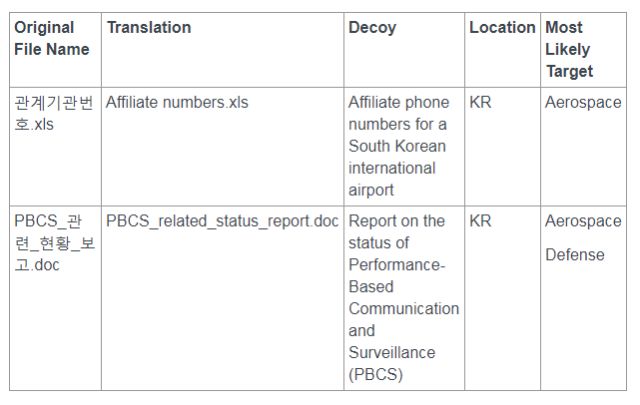 Original File Name
Translation
Decoy
Location
Most Likely Target
관계기관번
호.xls
Affiliate numbers.xls
Affiliate phone
numbers for a
South Korean
international
airport
KR
Aerospace
PBCS_관
련_현황_보
고.doc
PBCS_related_status_report.doc
Report on the
status of
Performance-
Based
Communication
and
Surveillance
(PBCS)
KR
Aerospace
Defense